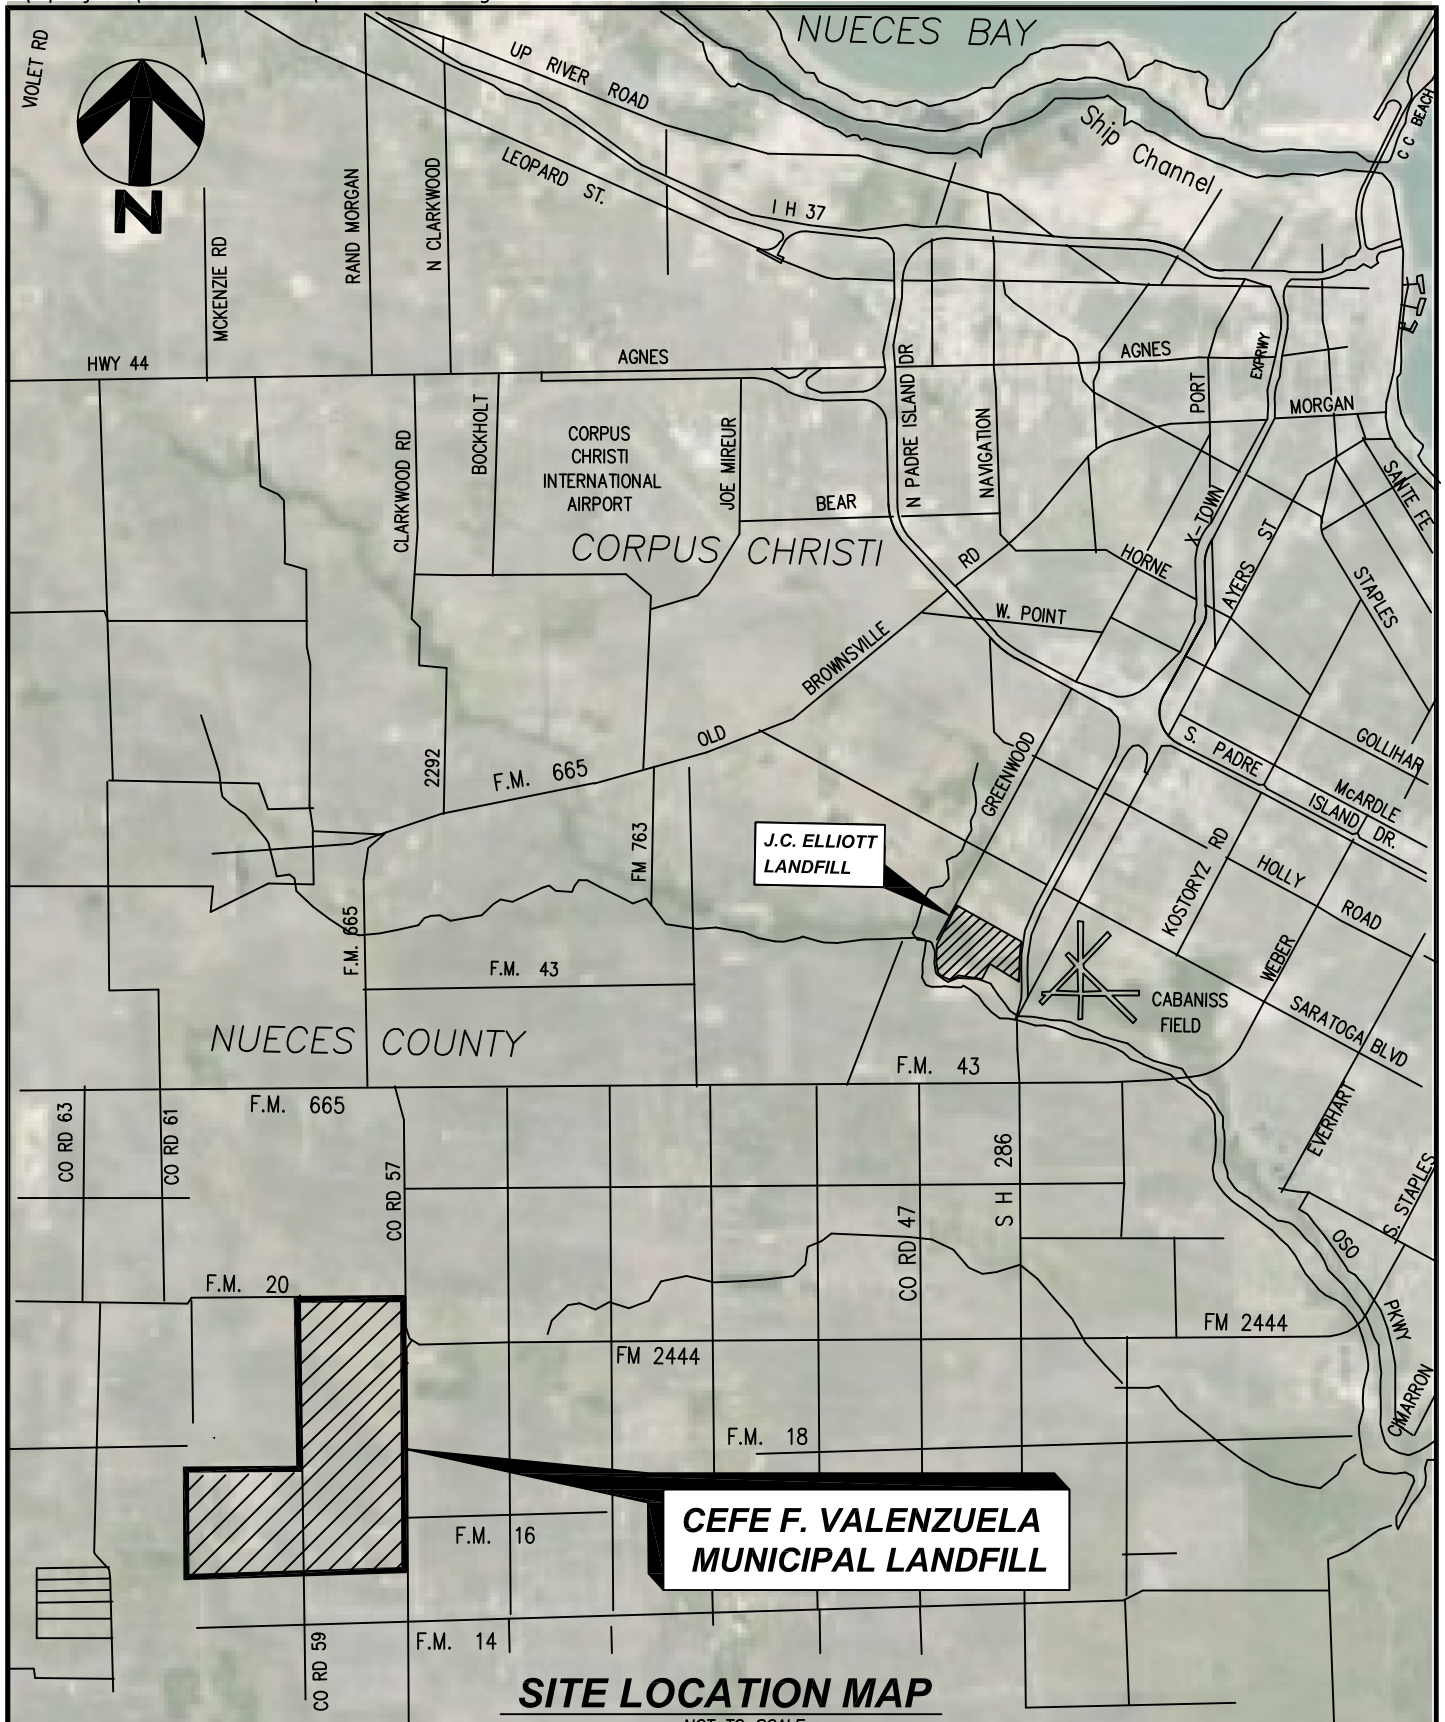 NUECES BAY
VIOLET RD
UP RIVER ROAD
Ship Channel
C C BEACH
LEOPARD ST.
N CLARKWOOD
RAND MORGAN
I H 37
N
MCKENZIE RD
HWY 44
AGNES
AGNES
EXPRWY
N PADRE ISLAND DR
PORT
MORGAN
BOCKHOLT
CLARKWOOD RD
CORPUS
CHRISTI
INTERNATIONAL
AIRPORT
JOE MIREUR
NAVIGATION
BEAR
SANTE FE
X-TOWN
AYERS ST
CORPUS CHRISTI
HORNE
STAPLES
W. POINT
OLD BROWNSVILLE RD
GOLLIHAR
S. PADRE ISLAND DR.
McARDLE
2292
F.M. 665
GREENWOOD
FM 763
J.C. ELLIOTT
LANDFILL
KOSTORYZ RD
HOLLY ROAD
F.M. 665
F.M. 43
WEBER
CABANISS
FIELD
SARATOGA BLVD
NUECES COUNTY
F.M. 43
F.M. 665
CO RD 63
CO RD 61
CO RD 57
S H 286
EVERHART
S. STAPLES
CO RD 47
OSO PKWY
F.M. 20
FM 2444
FM 2444
CIMARRON
F.M. 18
CEFE F. VALENZUELA
MUNICIPAL LANDFILL
F.M. 16
F.M. 14
CO RD 59
SITE LOCATION MAP